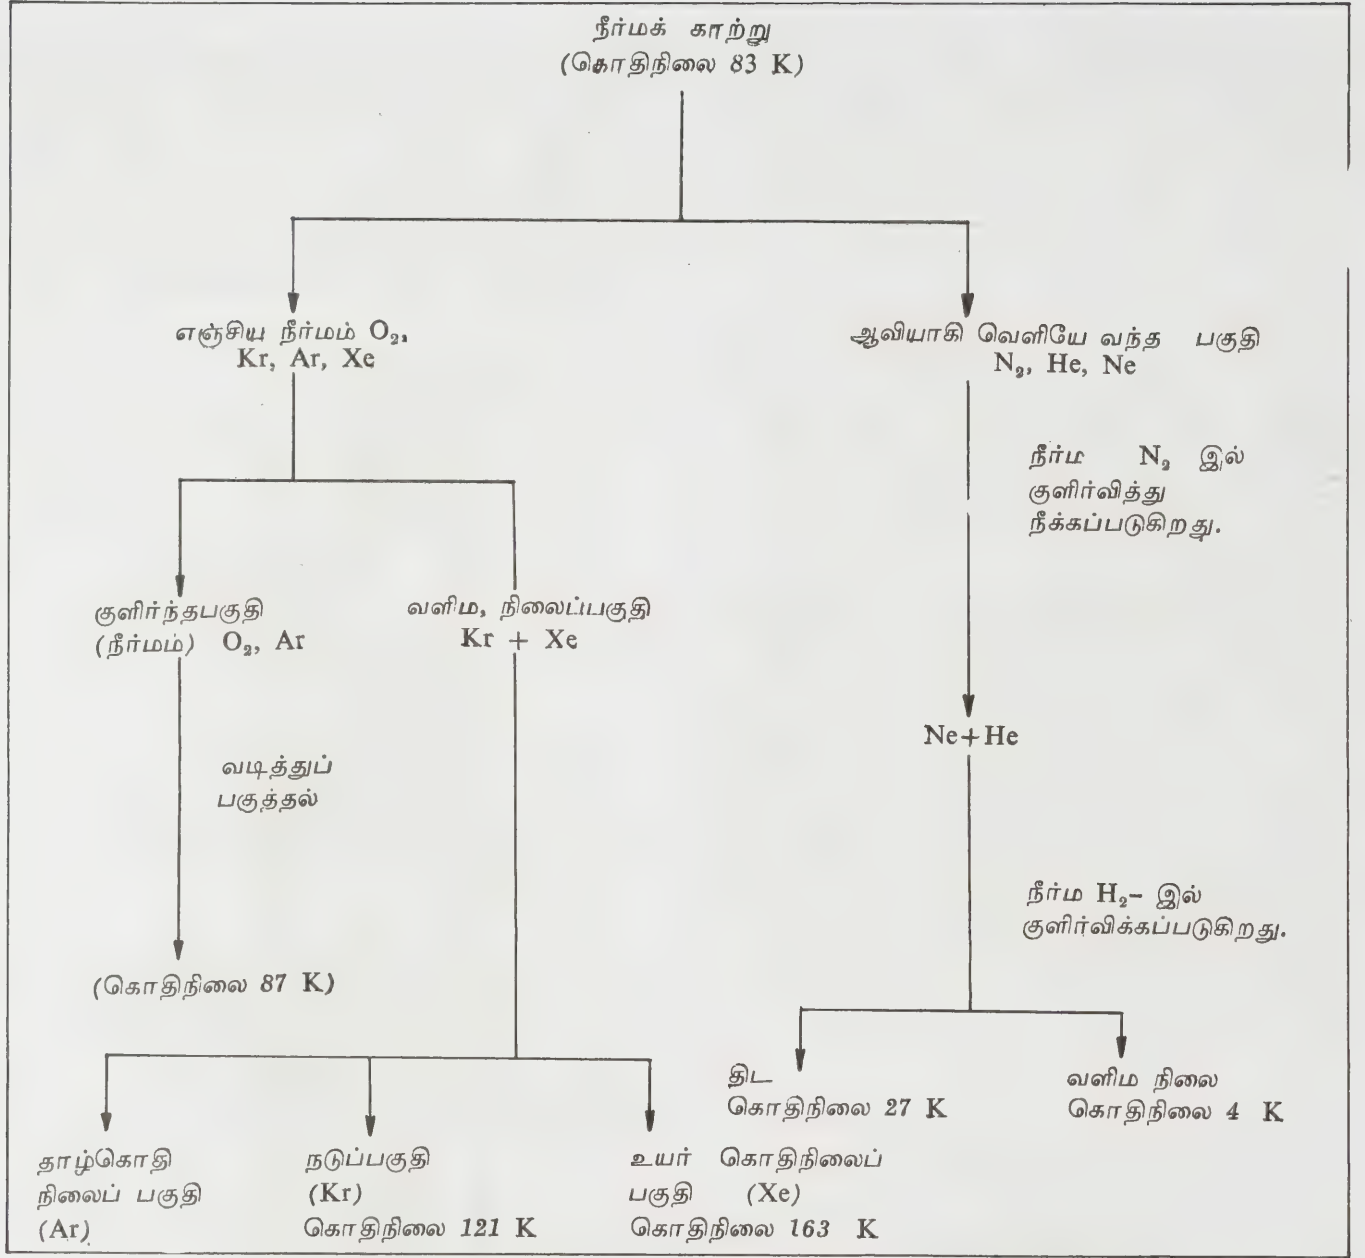 நீர்மக் காற்று
(கொதிநிலை 83 K)
எஞ்சிய நீர்மம் O₂,
Kr, Ar, Xe
ஆவியாகி வெளியே வந்த பகுதி
N₂, He, Ne
நீர்ம N₂ இல்
குளிர்வித்து
நீக்கப்படுகிறது.
குளிர்ந்தபகுதி
(நீர்மம்) O₂, Ar
வளிம, நிலைப்பகுதி
Kr + Xe
Ne+He
வடித்துப்
பகுத்தல்
நீர்ம H₂- இல்
குளிர்விக்கப்படுகிறது.
(கொதிநிலை 87 K)
திட
கொதிநிலை 27 K
வளிம நிலை
கொதிநிலை 4 K
தாழ்கொதி
நிலைப் பகுதி
(Ar)
நடுப்பகுதி
(Kr)
கொதிநிலை 121 K
உயர் கொதிநிலைப்
பகுதி (Xe)
கொதிநிலை 163 K